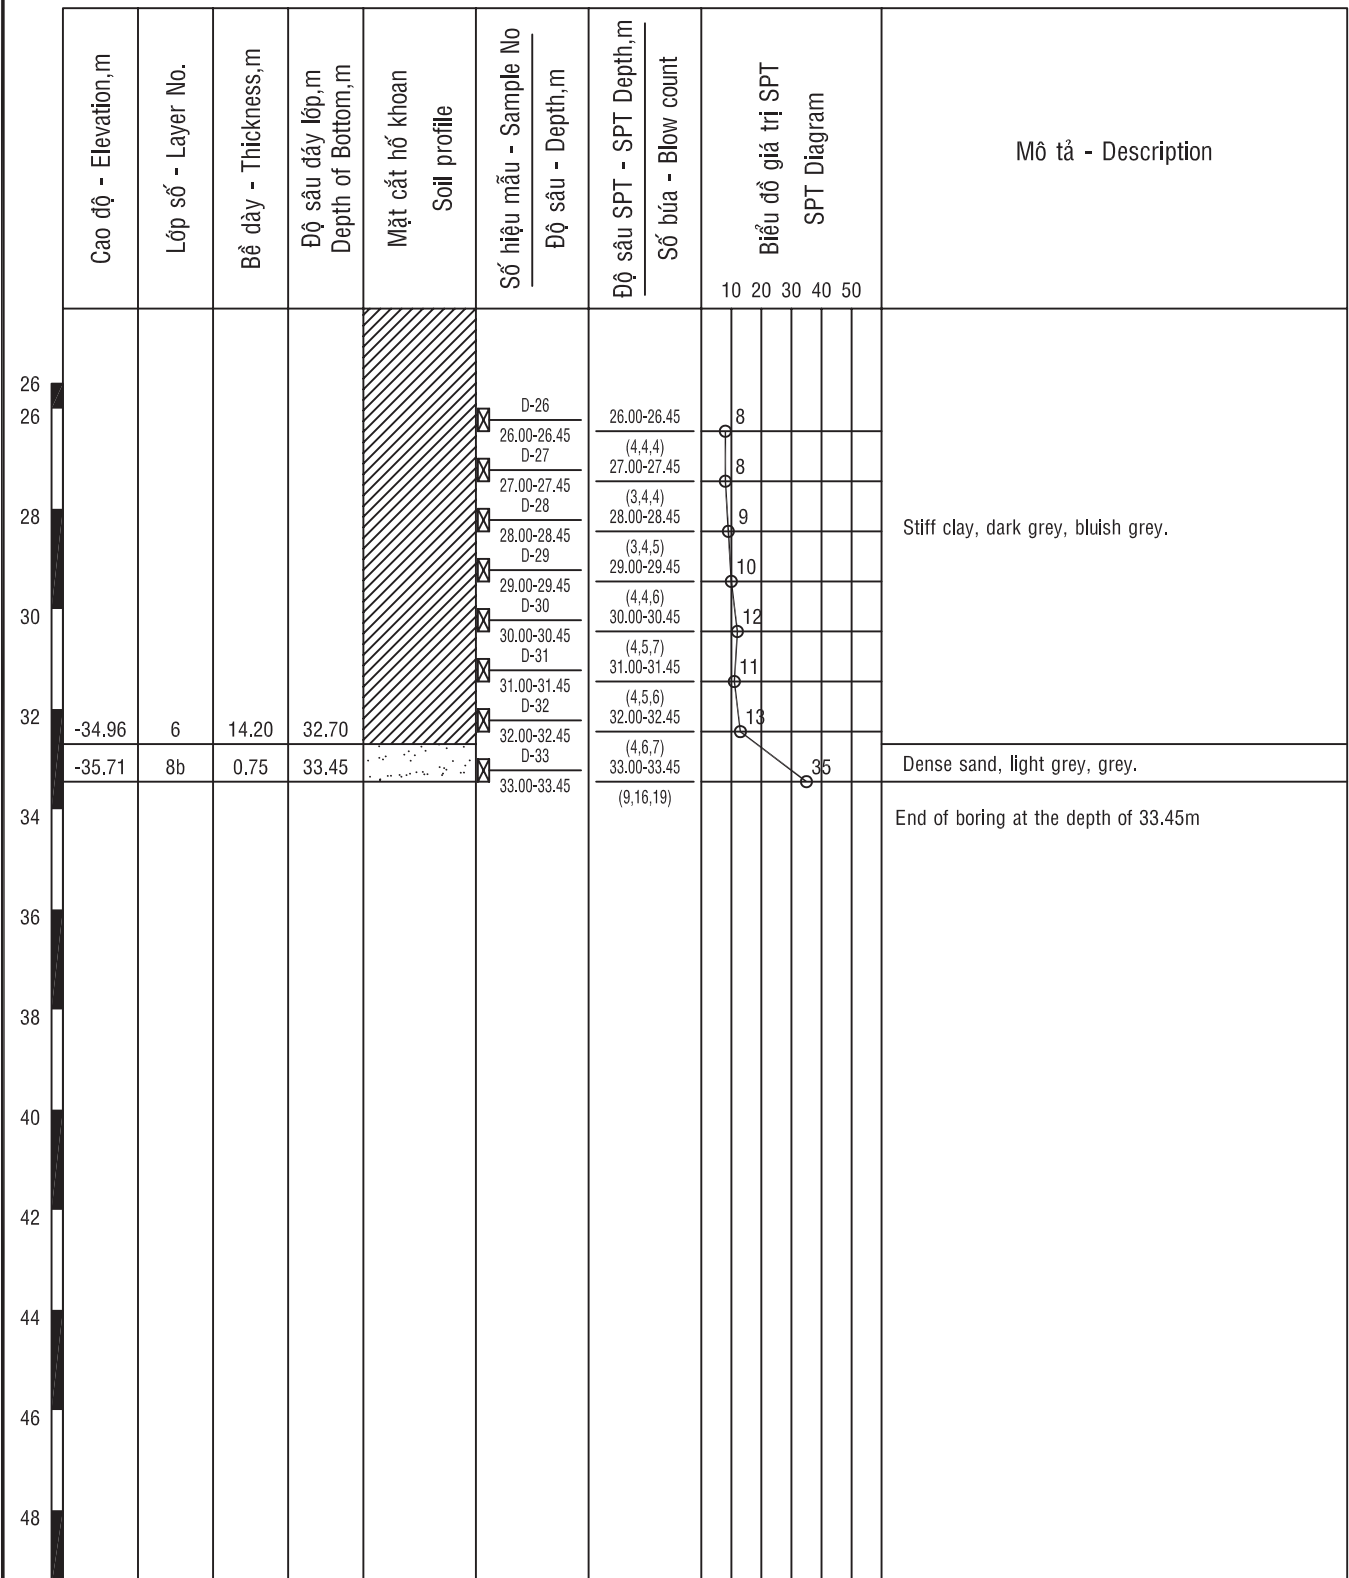 Cao độ - Elevation,m
Lớp số - Layer No.
Bề dày - Thickness,m
Độ sâu đáy lớp,m
Depth of Bottom,m
Mặt cắt hố khoan
Soil profile
Số hiệu mẫu - Sample No
Độ sâu - Depth,m
Độ sâu SPT - SPT Depth,m
Số búa - Blow count
Biểu đồ giá trị SPT
SPT Diagram
10 20 30 40 50
Mô tả - Description
26
26
D-26
26.00-26.45
26.00-26.45
(4,4,4)
8
D-27
27.00-27.45
27.00-27.45
(3,4,4)
8
28
D-28
28.00-28.45
28.00-28.45
(3,4,5)
9
Stiff clay, dark grey, bluish grey.
D-29
29.00-29.45
29.00-29.45
(4,4,6)
10
30
D-30
30.00-30.45
30.00-30.45
(4,5,7)
12
D-31
31.00-31.45
31.00-31.45
(4,5,6)
11
32
D-32
32.00-32.45
32.00-32.45
(4,6,7)
13
-34.96 6 14.20 32.70
-35.71 8b 0.75 33.45
D-33
33.00-33.45
33.00-33.45
(9,16,19)
35
Dense sand, light grey, grey.
34
End of boring at the depth of 33.45m
36
38
40
42
44
46
48